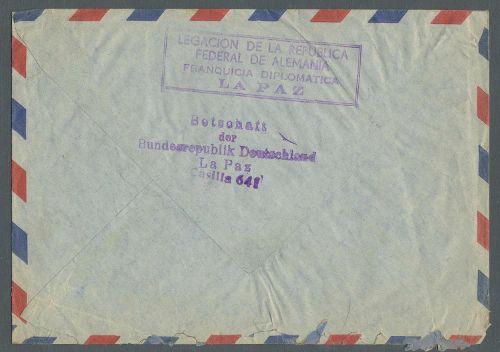 LEGACION DE LA REPUBLICA
FEDERAL DE ALEMANIA
FRANQUICIA DIPLOMATICA
LA PAZ
Botschaft
der
Bundesrepublik Deutschland
La Paz
Casilla 641